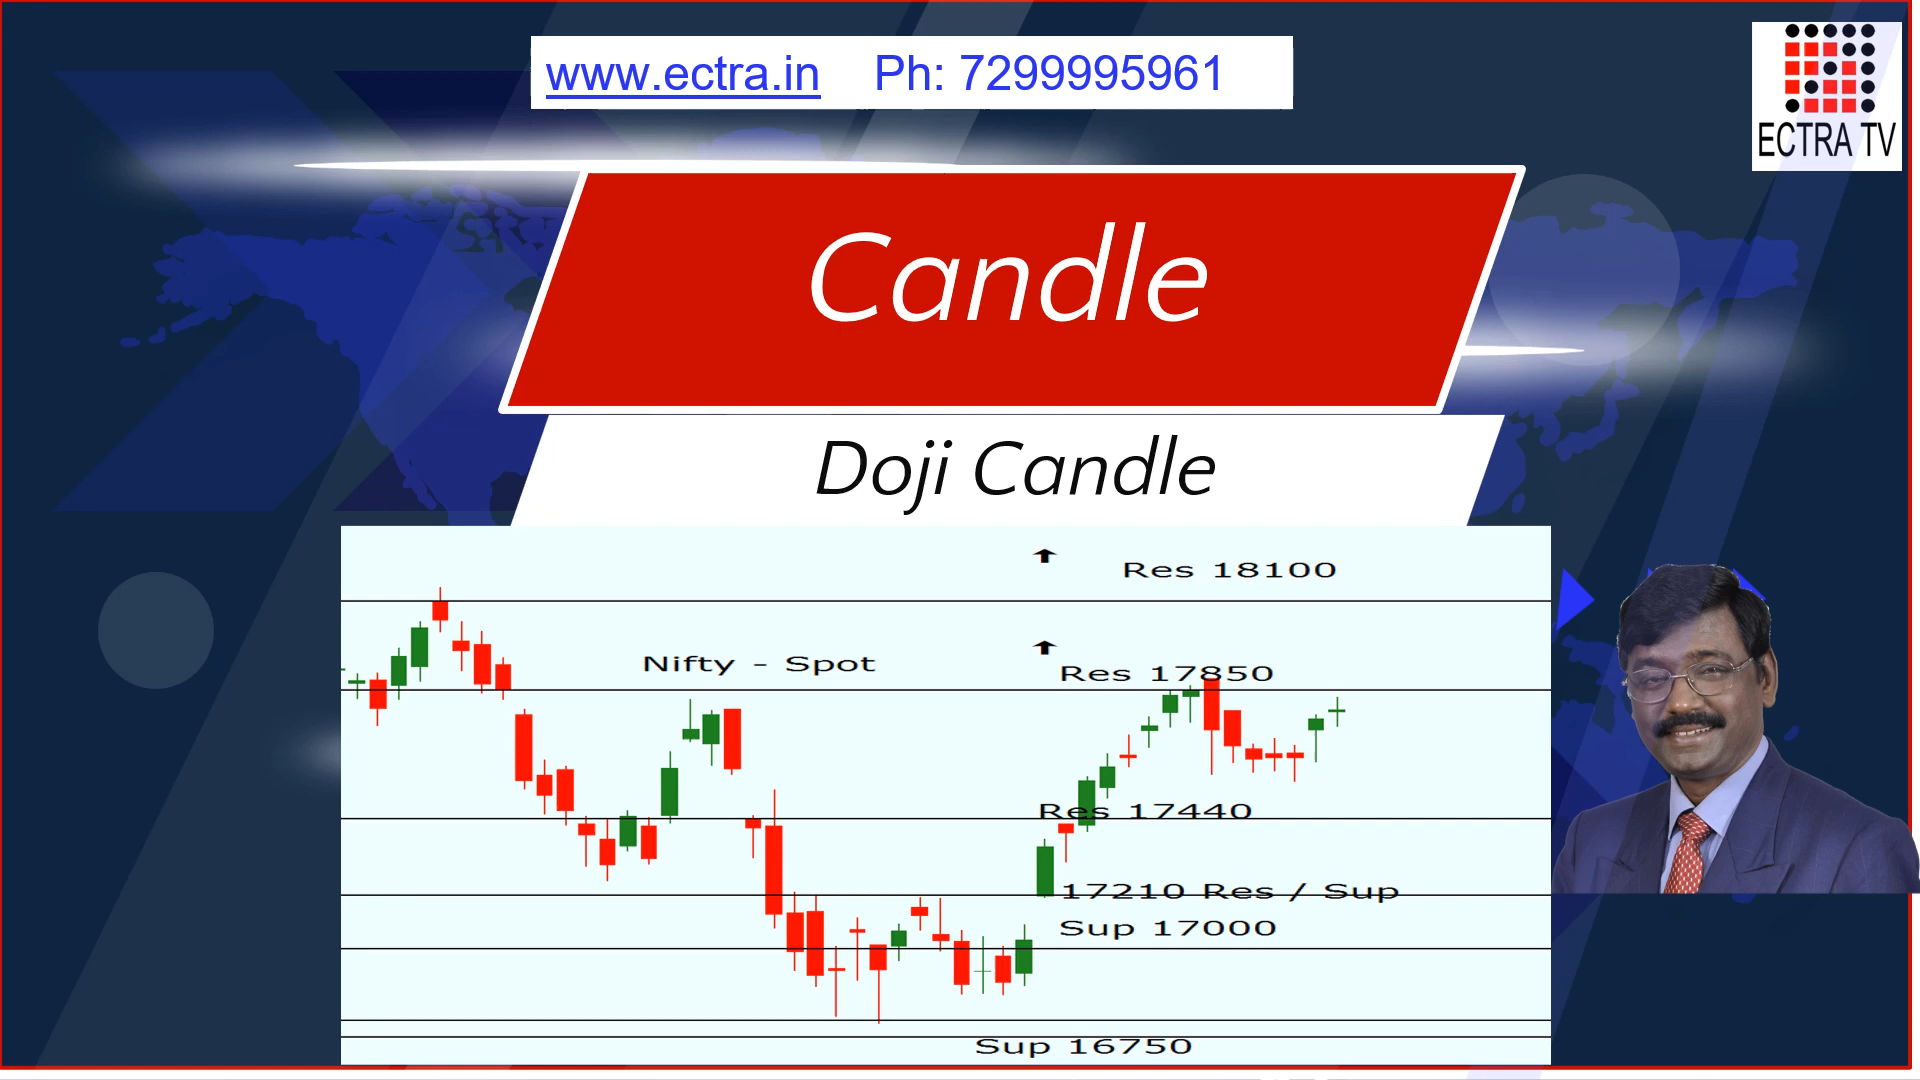 www.ectra.in Ph: 7299995961
ECTRA TV
Candle
Doji Candle
Res 18100
Nifty - Spot
Res 17850
Res 17440
17210 Res / Sup
Sup 17000
Sup 16750